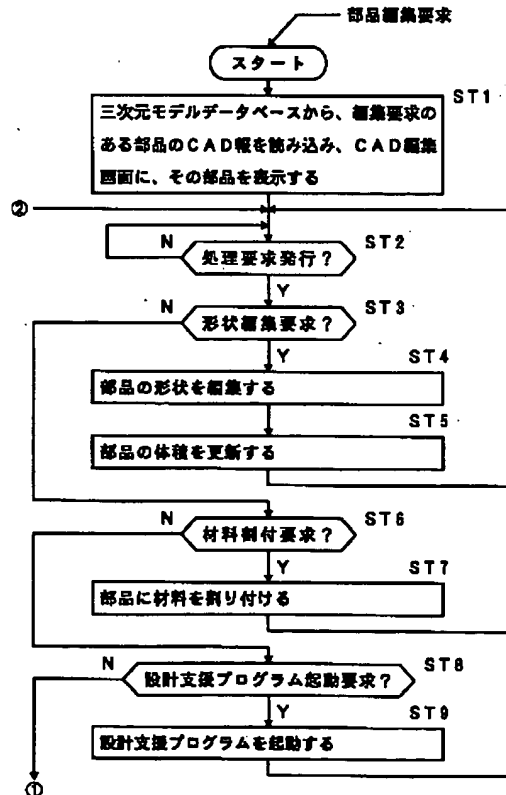 部品編集要求
スタート
ST1
三次元モデルデータベースから、編集要求の
ある部品のCAD報を読み込み、CAD編集
画面に、その部品を表示する
②
N
ST2
処理要求発行?
Y
N
ST3
形状編集要求?
Y
ST4
部品の形状を編集する
ST5
部品の体積を更新する
N
ST6
材料割付要求?
Y
ST7
部品に材料を割り付ける
N
ST8
設計支援プログラム起動要求?
Y
ST9
設計支援プログラムを起動する
①